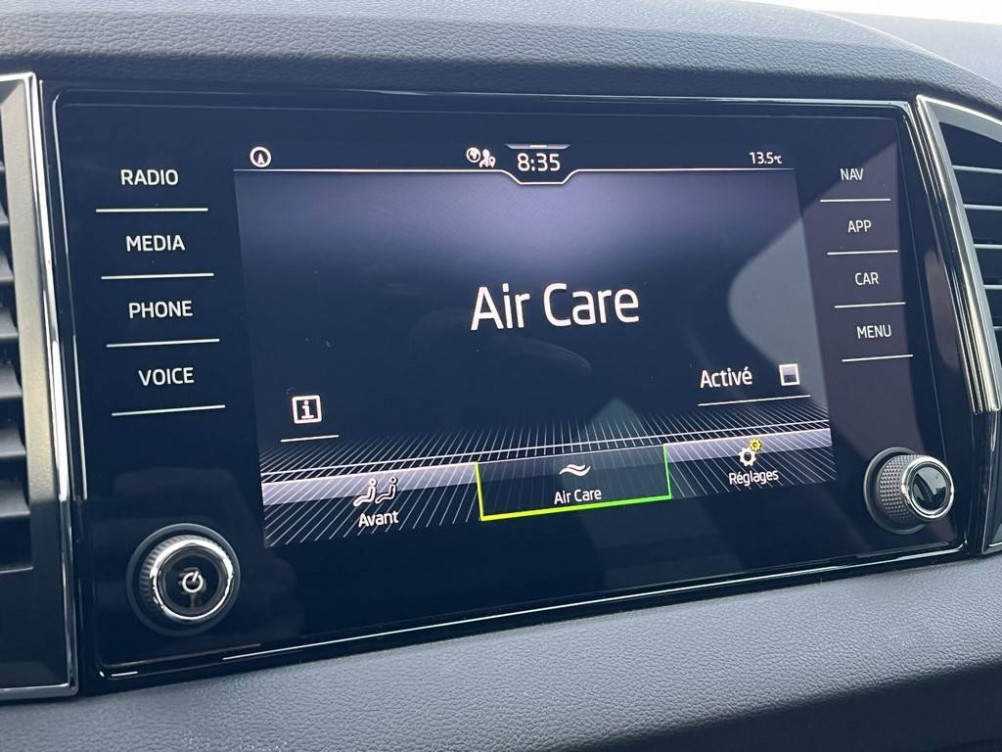 8:35
13.5°C
RADIO
MEDIA
PHONE
VOICE
NAV
APP
CAR
MENU
Air Care
i
Activé
Avant
Air Care
Réglages